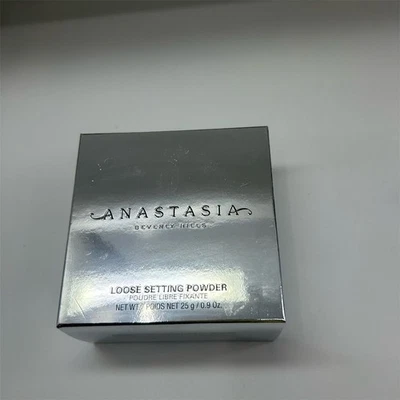 ANASTASIA
BEVERLY HILLS
LOOSE SETTING POWDER
POUDRE LIBRE FIXANTE
NET WT. POIDS NET 25 g / 0.9 Oz.